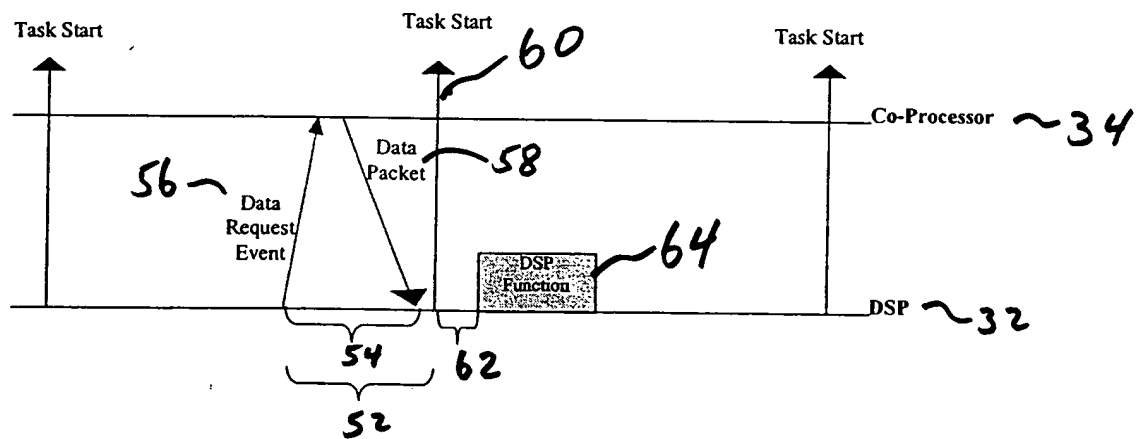 Task Start
Task Start
Task Start
60
Co-Processor
34
Data
Packet
58
56
Data
Request
Event
DSP
Function
64
DSP
32
54
62
52